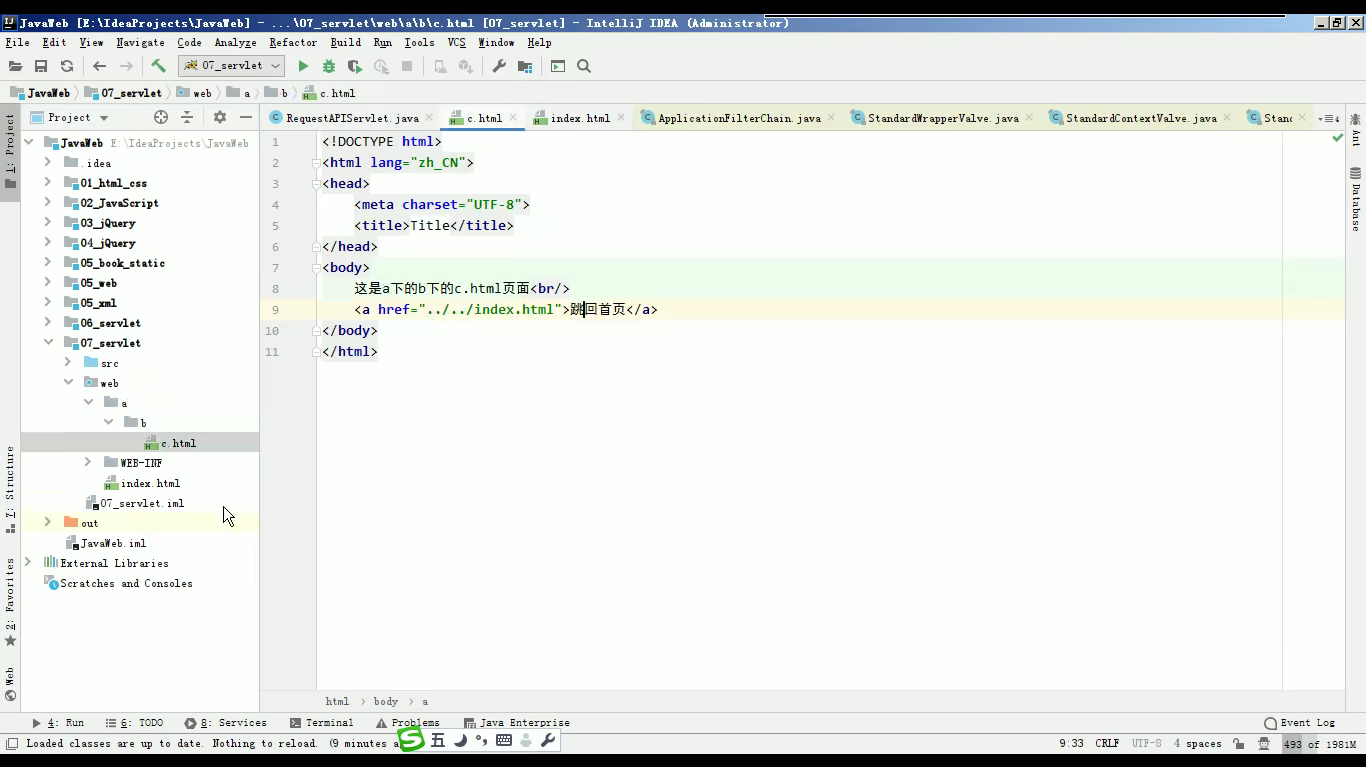 JavaWeb [E:\IdeaProjects\JavaWeb] - ...\07_servlet\web\a\b\c.html [07_servlet] - IntelliJ IDEA (Administrator)
File Edit View Navigate Code Analyze Refactor Build Run Tools VCS Window Help
07_servlet
JavaWeb 07_servlet web a b c.html
Project
RequestAPIServlet.java c.html index.html ApplicationFilterChain.java StandardWrapperValve.java StandardContextValve.java Stanc
JavaWeb E:\IdeaProjects\JavaWeb
.idea
01_html_css
02_JavaScript
03_jQuery
04_jQuery
05_book_static
05_web
05_xml
06_servlet
07_servlet
src
web
a
b
c.html
WEB-INF
index.html
07_servlet.iml
out
JavaWeb.iml
External Libraries
Scratches and Consoles
1 <!DOCTYPE html>
2 <html lang="zh_CN">
3 <head>
4 <meta charset="UTF-8">
5 <title>Title</title>
6 </head>
7 <body>
8 这是a下的b下的c.html页面<br/>
9 <a href="../../index.html">跳回首页</a>
10 </body>
11 </html>
html body a
1: Project
7: Structure
2: Favorites
Web
Ant
Database
4: Run 6: TODO 8: Services Terminal Problems Java Enterprise Event Log
Loaded classes are up to date. Nothing to reload. (9 minutes a
五
9:33 CRLF UTF-8 4 spaces 493 of 1981M